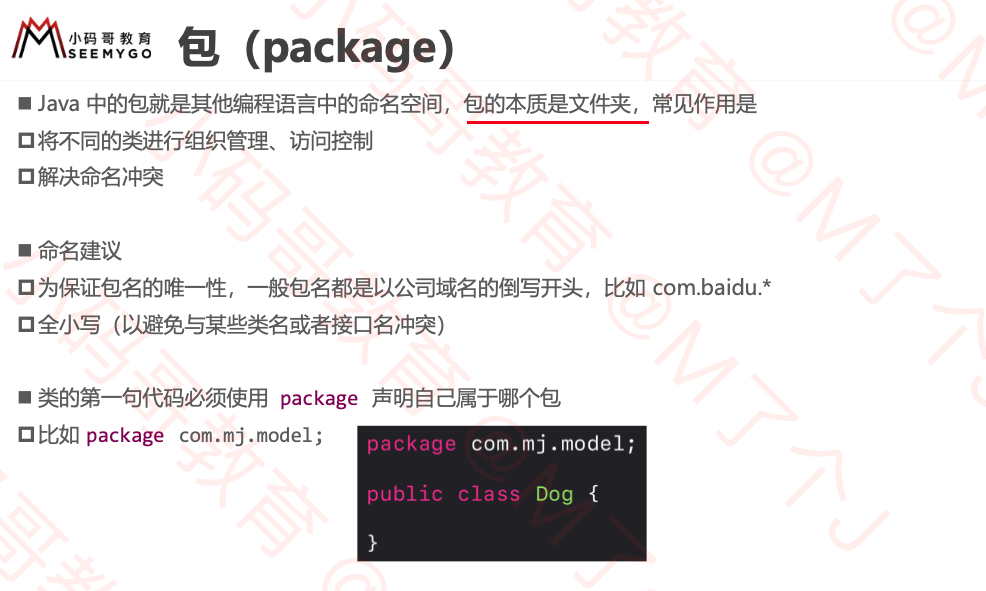 小码哥教育
SEEMYGO
包（package）
■ Java 中的包就是其他编程语言中的命名空间，包的本质是文件夹，常见作用是
将不同的类进行组织管理、访问控制
解决命名冲突
■ 命名建议
为保证包名的唯一性，一般包名都是以公司域名的倒写开头，比如 com.baidu.*
全小写（以避免与某些类名或者接口名冲突）
■ 类的第一句代码必须使用 package 声明自己属于哪个包
比如 package com.mj.model;
package com.mj.model;
public class Dog {
}
小码哥教育 @M了个J